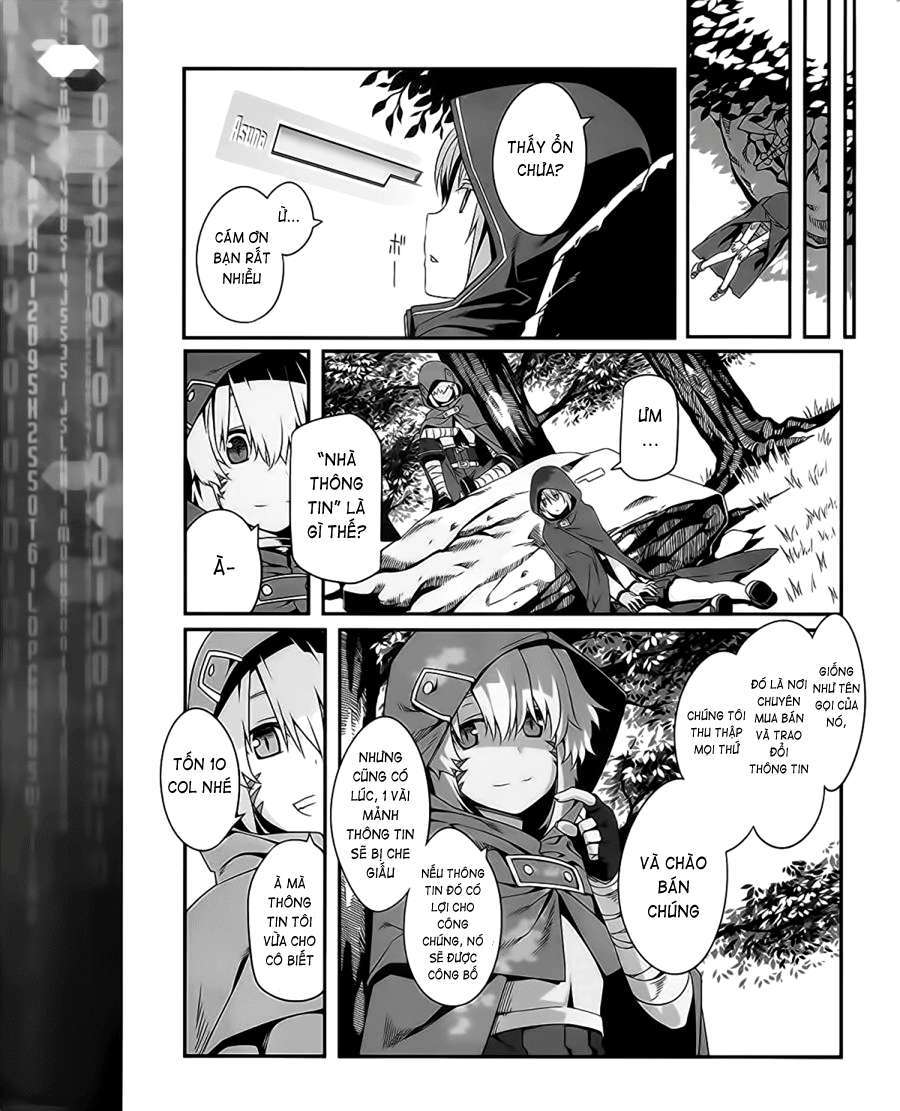 THẤY ỔN
CHƯA?
Asuna
Ừ...
CÁM ƠN
BẠN RẤT
NHIỀU
ボ
ー
ƯM
...
“NHÀ
THÔNG
TIN” LÀ
GÌ THẾ?
À-
GIỐNG
NHƯ TÊN
GỌI CỦA
NÓ,
ĐÓ LÀ NƠI
CHUYÊN
MUA BÁN
VÀ TRAO
ĐỔI
THÔNG TIN
CHÚNG TÔI
THU THẬP
MỌI THỨ
VÀ CHÀO
BÁN
CHÚNG
NHƯNG
CŨNG CÓ
LÚC, 1 VÀI
MẢNH
THÔNG TIN
SẼ BỊ CHE
GIẤU
NẾU THÔNG
TIN ĐÓ CÓ
LỢI CHO
CÔNG
CHÚNG, NÓ
SẼ ĐƯỢC
CÔNG BỐ
TỐN 10
COL NHÉ
À MÀ
THÔNG
TIN TÔI
VỪA CHO
CÔ BIẾT